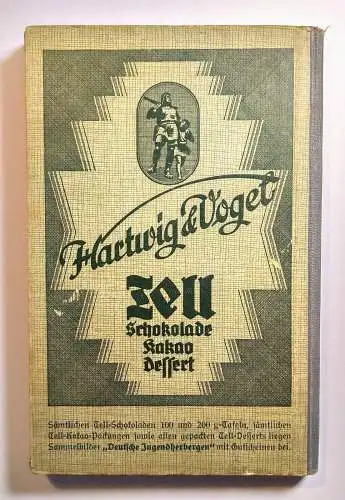 Hartwig & Vogel
Tell
Schokolade
Kakao
Dessert
Sämtlichen Tell-Schokoladen 100 und 200 g-Tafeln, sämtlichen
Tell-Kakao-Packungen sowie allen gepackten Tell-Desserts liegen
Sammelbilder „Deutsche Jugendherbergen" mit Gutscheinen bei.